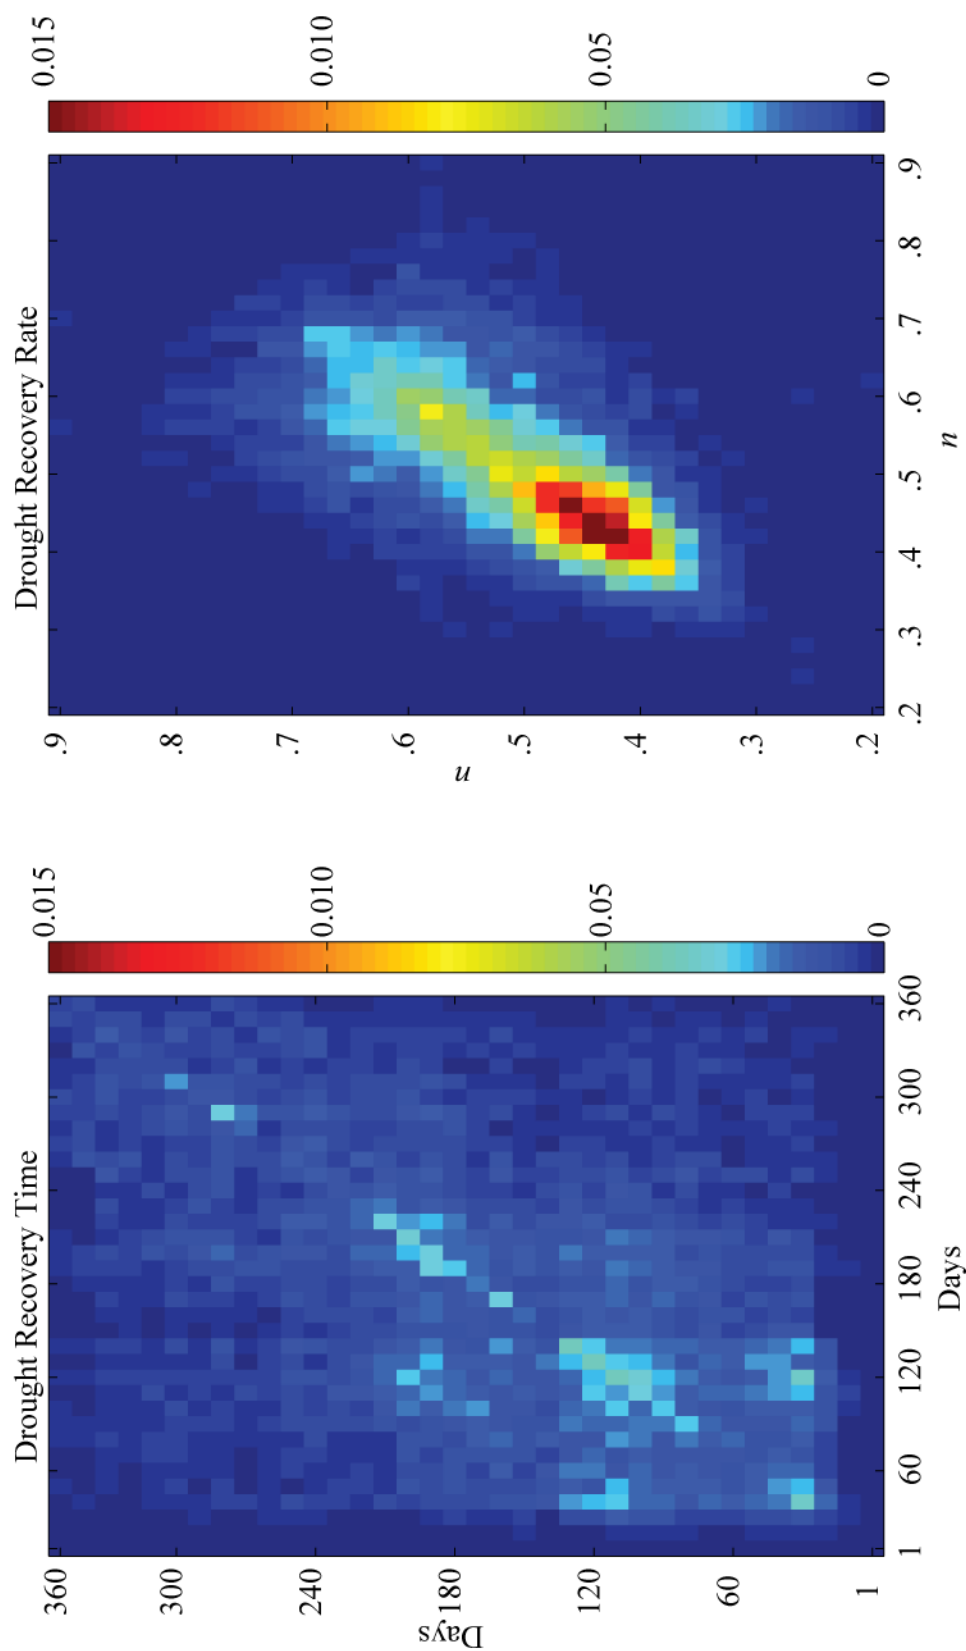 Drought Recovery Time
360
300
240
180
120
60
1
Days
1 60 120 180 240 300 360
Days
0.015
0.010
0.05
0
Drought Recovery Rate
.9
.8
.7
.6
.5
.4
.3
.2
n
.2 .3 .4 .5 .6 .7 .8 .9
n
0.015
0.010
0.05
0